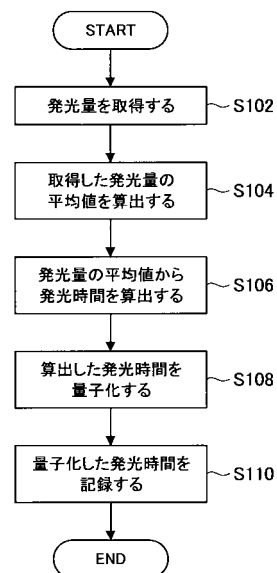 START
発光量を取得する
S102
取得した発光量の
平均値を算出する
S104
発光量の平均値から
発光時間を算出する
S106
算出した発光時間を
量子化する
S108
量子化した発光時間を
記録する
S110
END